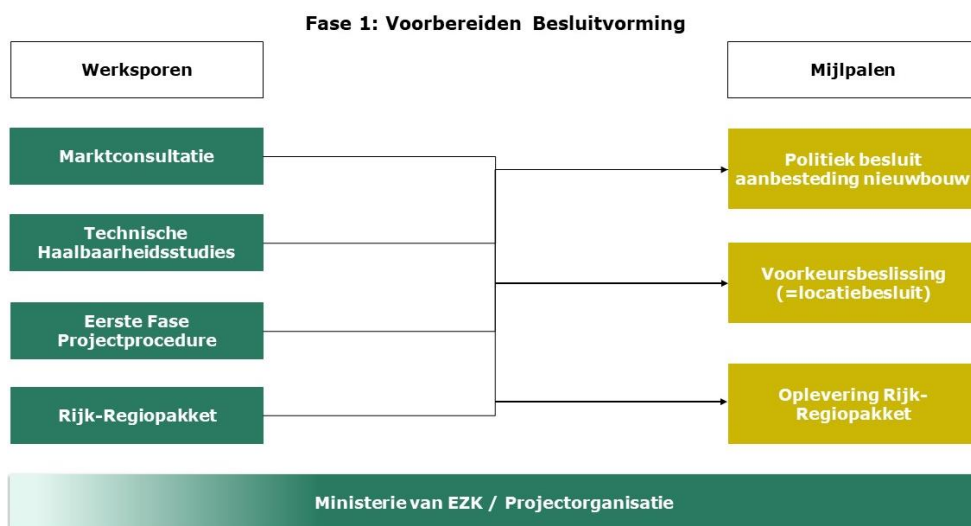 Fase 1: Voorbereiden Besluitvorming
Werksporen
Mijlpalen
Marktconsultatie
Technische
Haalbaarheidsstudies
Eerste Fase
Projectprocedure
Rijk-Regiopakket
Politiek besluit
aanbesteding nieuwbouw
Voorkeursbeslissing
(=locatiebesluit)
Oplevering Rijk-
Regiopakket
Ministerie van EZK / Projectorganisatie